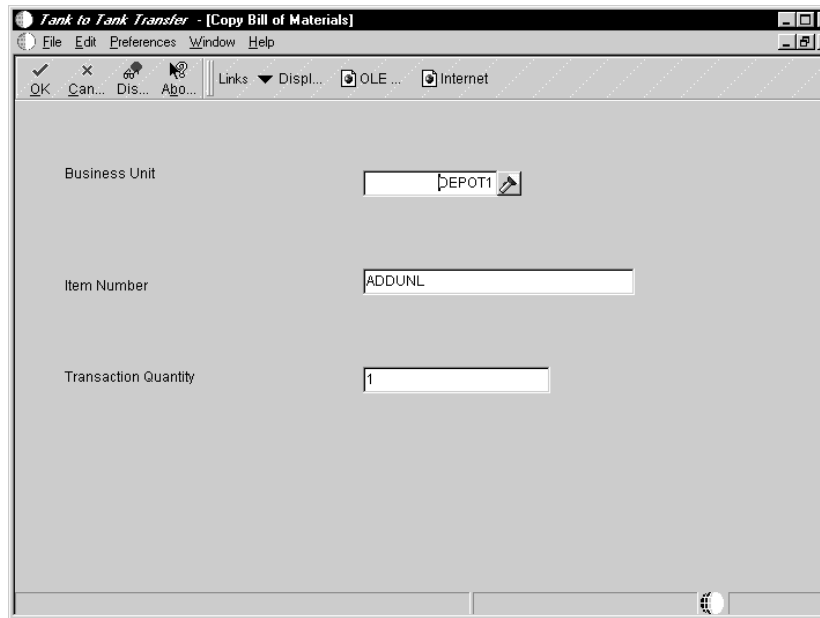 Tank to Tank Transfer - [Copy Bill of Materials]
File Edit Preferences Window Help
OK Can... Dis... Abo... Links Displ... OLE ... Internet
Business Unit DEPOT1
Item Number ADDUNL
Transaction Quantity 1